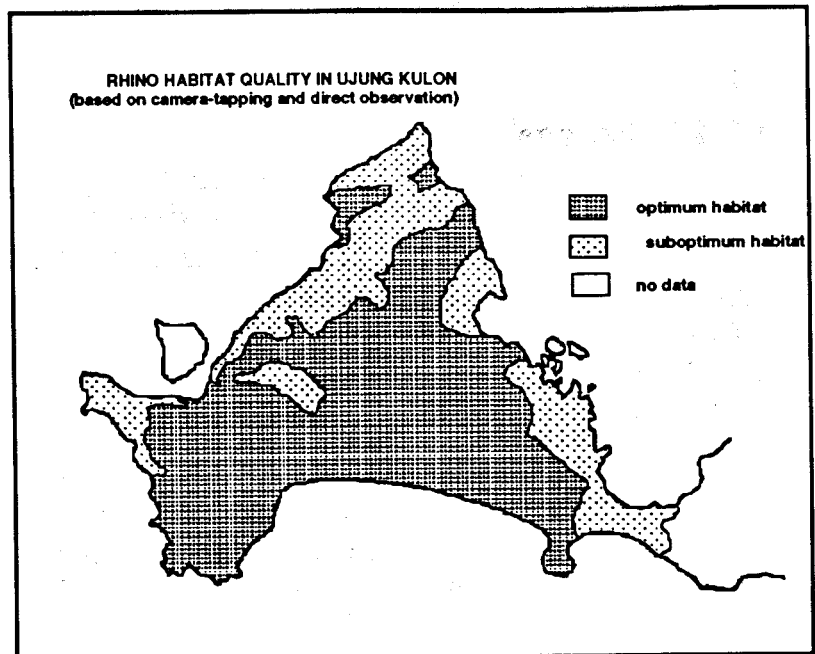 RHINO HABITAT QUALITY IN UJUNG KULON
(based on camera-tapping and direct observation)
optimum habitat
suboptimum habitat
no data